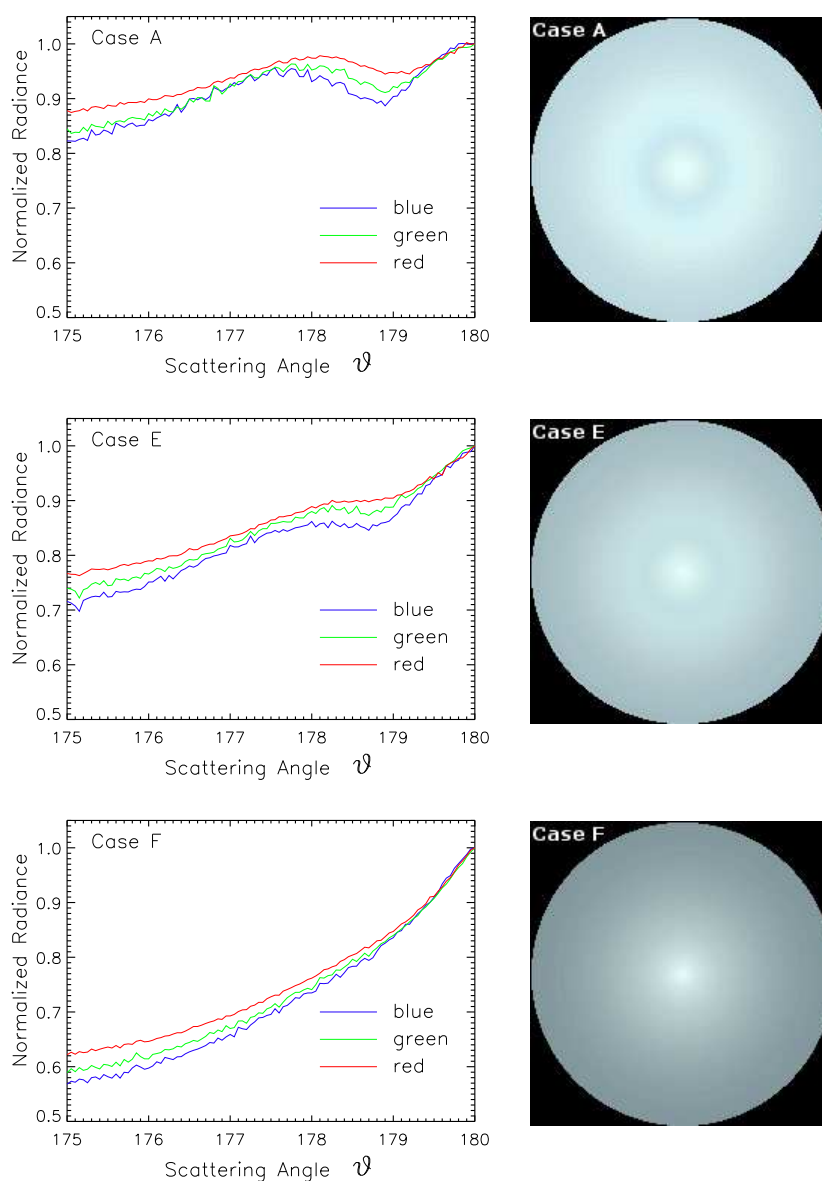 Case A
Case A
1.0
0.9
0.8
0.7
0.6
0.5
Normalized Radiance
blue
green
red
175 176 177 178 179 180
Scattering Angle ϑ
Case E
Case E
1.0
0.9
0.8
0.7
0.6
0.5
Normalized Radiance
blue
green
red
175 176 177 178 179 180
Scattering Angle ϑ
Case F
Case F
1.0
0.9
0.8
0.7
0.6
0.5
Normalized Radiance
blue
green
red
175 176 177 178 179 180
Scattering Angle ϑ